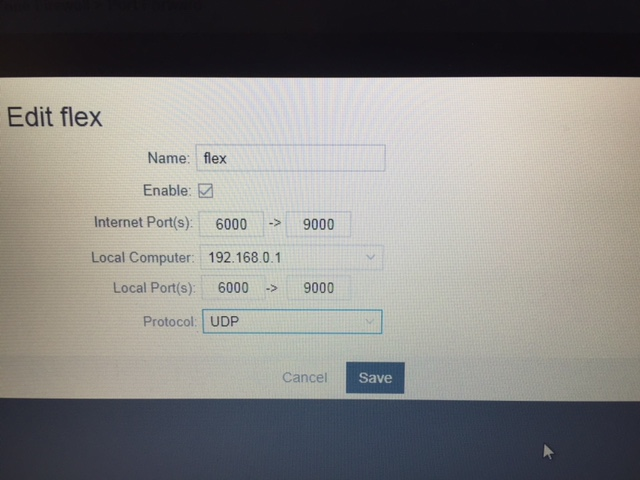 Edit flex
Name: flex
Enable:
Internet Port(s): 6000 -> 9000
Local Computer: 192.168.0.1
Local Port(s): 6000 -> 9000
Protocol: UDP
Cancel Save